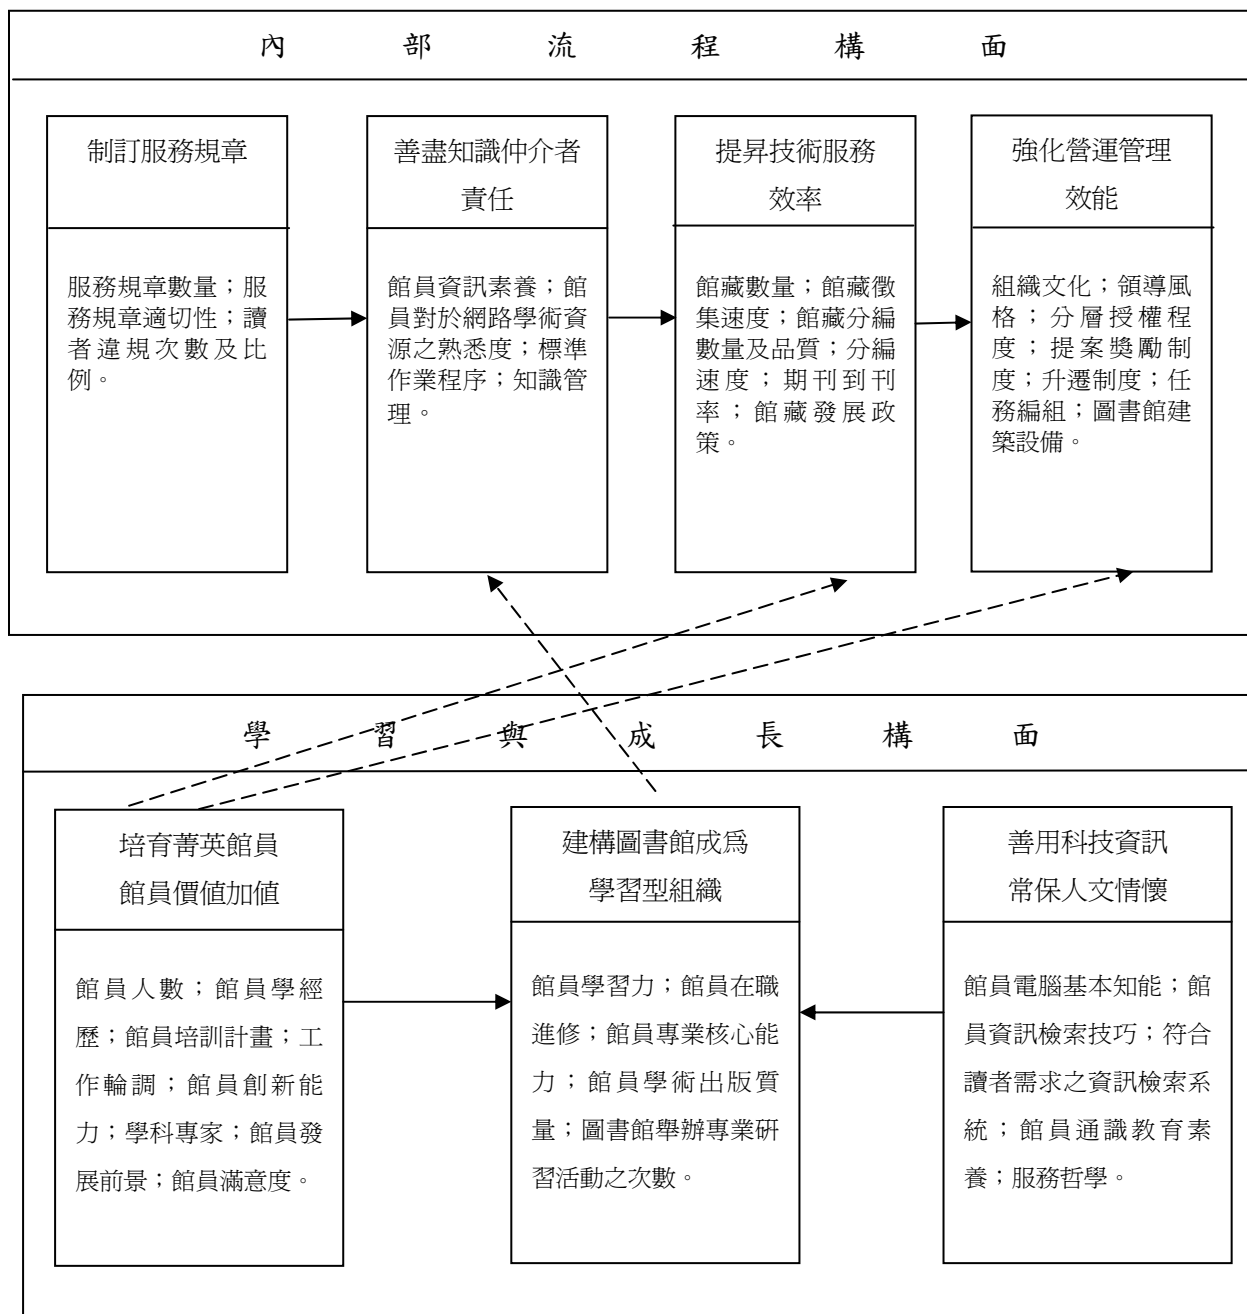 內部流程構面
制訂服務規章
服務規章數量；服
務規章適切性；讀
者違規次數及比
例。
善盡知識仲介者
責任
館員資訊素養；館
員對於網路學術資
源之熟悉度；標準
作業程序；知識管
理。
提昇技術服務
效率
館藏數量；館藏徵
集速度；館藏分編
數量及品質；分編
速度；期刊到刊
率；館藏發展政
策。
強化營運管理
效能
組織文化；領導風
格；分層授權程
度；提案獎勵制
度；升遷制度；任
務編組；圖書館建
築設備。
學習與成長構面
培育菁英館員
館員價值加值
館員人數；館員學經
歷；館員培訓計畫；工
作輪調；館員創新能
力；學科專家；館員發
展前景；館員滿意度。
建構圖書館成為
學習型組織
館員學習力；館員在職
進修；館員專業核心能
力；館員學術出版質
量；圖書館舉辦專業研
習活動之次數。
善用科技資訊
常保人文情懷
館員電腦基本知能；館
員資訊檢索技巧；符合
讀者需求之資訊檢索系
統；館員通識教育素
養；服務哲學。